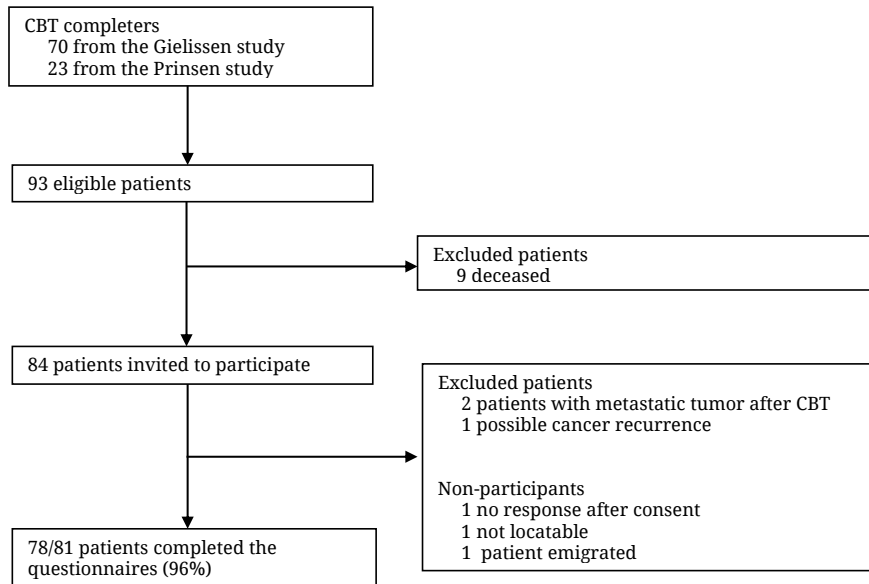 CBT completers
70 from the Gielissen study
23 from the Prinsen study
93 eligible patients
Excluded patients
9 deceased
84 patients invited to participate
Excluded patients
2 patients with metastatic tumor after CBT
1 possible cancer recurrence
Non-participants
1 no response after consent
1 not locatable
1 patient emigrated
78/81 patients completed the
questionnaires (96%)